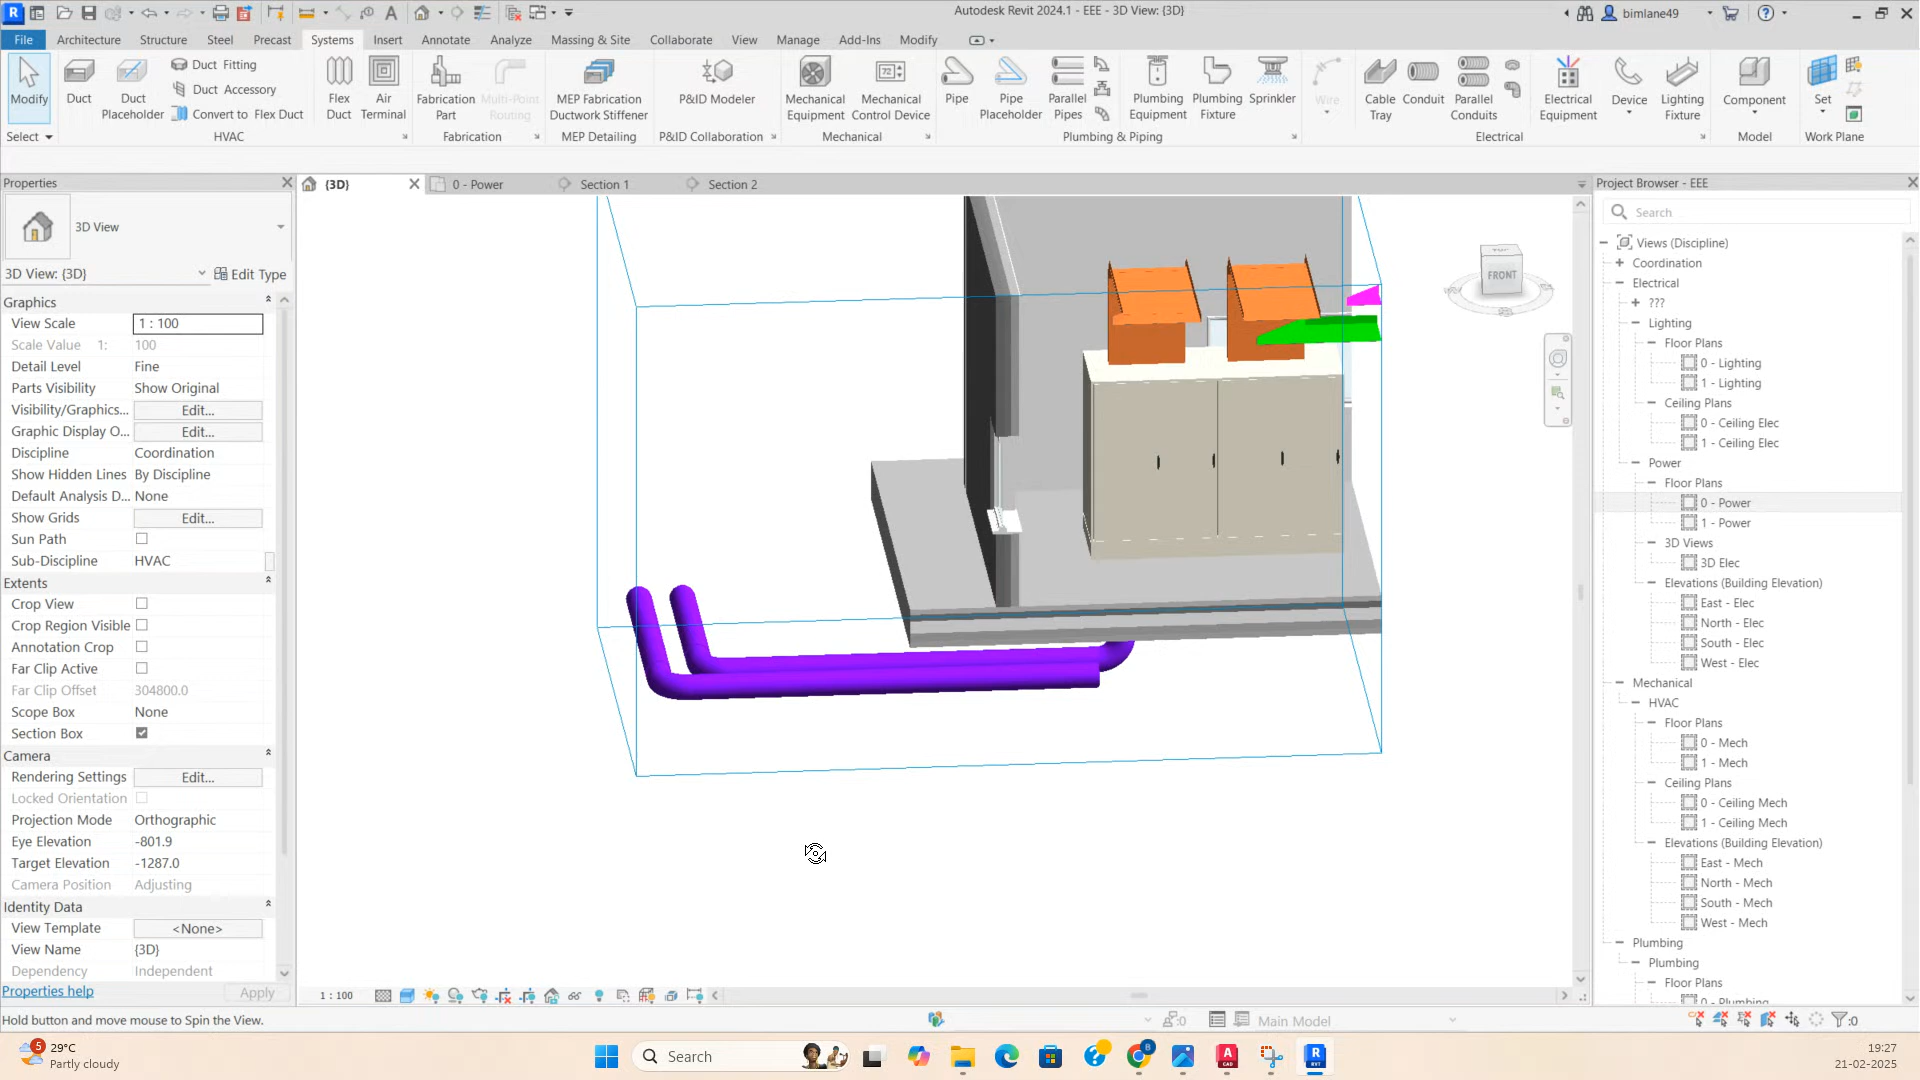 Autodesk Revit 2024.1 - EEE - 3D View: {3D}
bimlane49
File
Architecture
Structure
Steel
Precast
Systems
Insert
Annotate
Analyze
Massing & Site
Collaborate
View
Manage
Add-Ins
Modify
Modify
Duct
Duct Placeholder
Duct Fitting
Duct Accessory
Convert to Flex Duct
Flex Duct
Air Terminal
Fabrication Part
Multi-Point Routing
MEP Fabrication Ductwork Stiffener
P&ID Modeler
Mechanical Equipment
Mechanical Control Device
Pipe
Pipe Placeholder
Parallel Pipes
Plumbing Equipment
Plumbing Fixture
Sprinkler
Wire
Cable Tray
Conduit
Parallel Conduits
Electrical Equipment
Device
Lighting Fixture
Component
Set
Select
HVAC
Fabrication
MEP Detailing
P&ID Collaboration
Mechanical
Plumbing & Piping
Electrical
Model
Work Plane
Properties
3D View
3D View: {3D}
Edit Type
Graphics
View Scale 1 : 100
Scale Value 1: 100
Detail Level Fine
Parts Visibility Show Original
Visibility/Graphics... Edit...
Graphic Display O... Edit...
Discipline Coordination
Show Hidden Lines By Discipline
Default Analysis D... None
Show Grids Edit...
Sun Path
Sub-Discipline HVAC
Extents
Crop View
Crop Region Visible
Annotation Crop
Far Clip Active
Far Clip Offset 304800.0
Scope Box None
Section Box
Camera
Rendering Settings Edit...
Locked Orientation
Projection Mode Orthographic
Eye Elevation -801.9
Target Elevation -1287.0
Camera Position Adjusting
Identity Data
View Template <None>
View Name {3D}
Dependency Independent
Properties help
Apply
{3D}
0 - Power
Section 1
Section 2
TOP
FRONT
1 : 100
Project Browser - EEE
Search
Views (Discipline)
Coordination
Electrical
???
Lighting
Floor Plans
0 - Lighting
1 - Lighting
Ceiling Plans
0 - Ceiling Elec
1 - Ceiling Elec
Power
Floor Plans
0 - Power
1 - Power
3D Views
3D Elec
Elevations (Building Elevation)
East - Elec
North - Elec
South - Elec
West - Elec
Mechanical
HVAC
Floor Plans
0 - Mech
1 - Mech
Ceiling Plans
0 - Ceiling Mech
1 - Ceiling Mech
Elevations (Building Elevation)
East - Mech
North - Mech
South - Mech
West - Mech
Plumbing
Plumbing
Floor Plans
0 - Plumbing
Hold button and move mouse to Spin the View.
:0
Main Model
:0
5
29°C
Partly cloudy
Search
19:27
21-02-2025